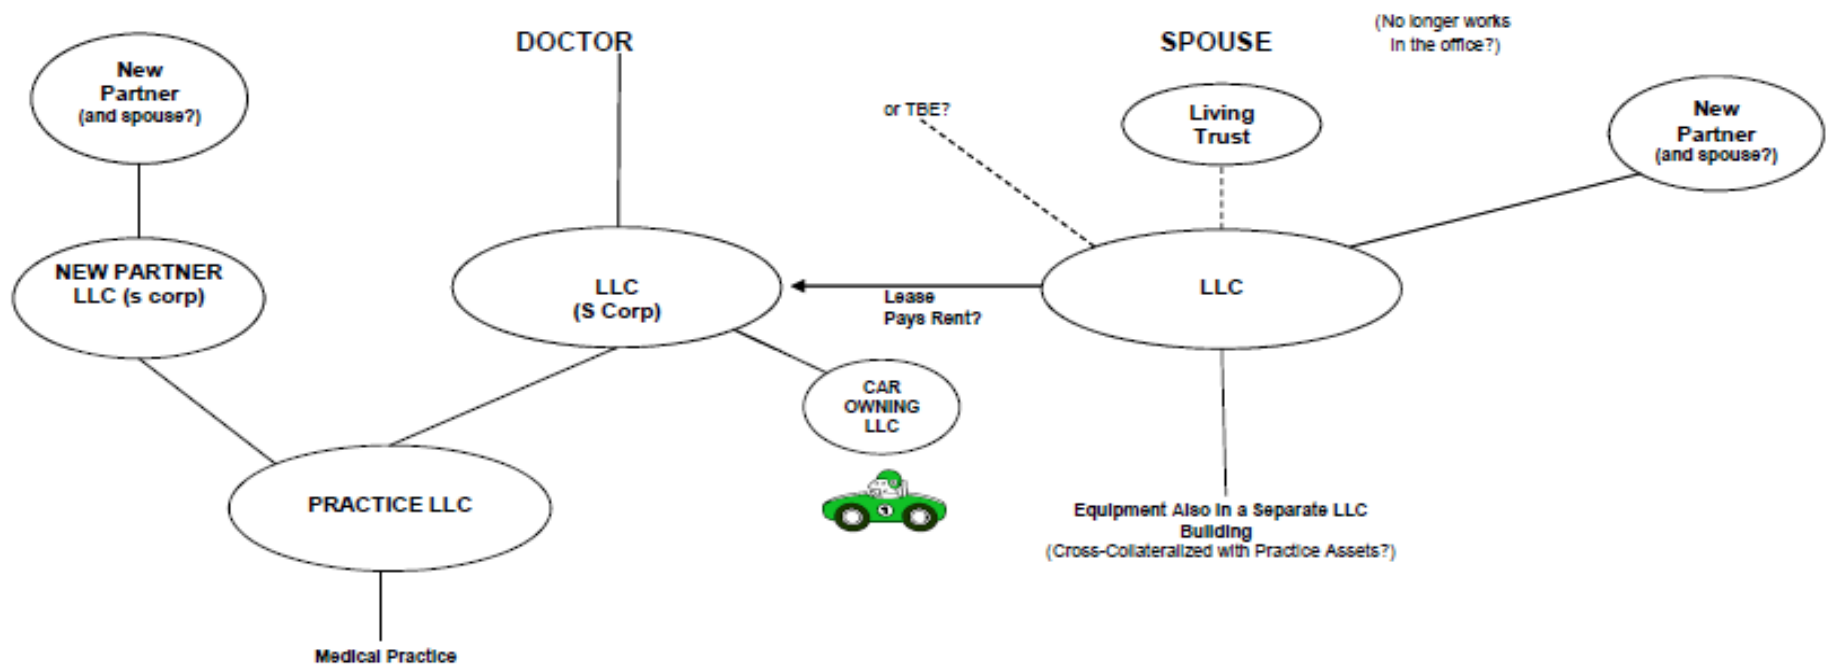 New
Partner
(and spouse?)
DOCTOR
SPOUSE
(No longer works
in the office?)
or TBE?
Living
Trust
New
Partner
(and spouse?)
NEW PARTNER
LLC (s corp)
LLC
(S Corp)
Lease
Pays Rent?
LLC
CAR
OWNING
LLC
PRACTICE LLC
Equipment Also in a Separate LLC
Building
(Cross-Collateralized with Practice Assets?)
Medical Practice